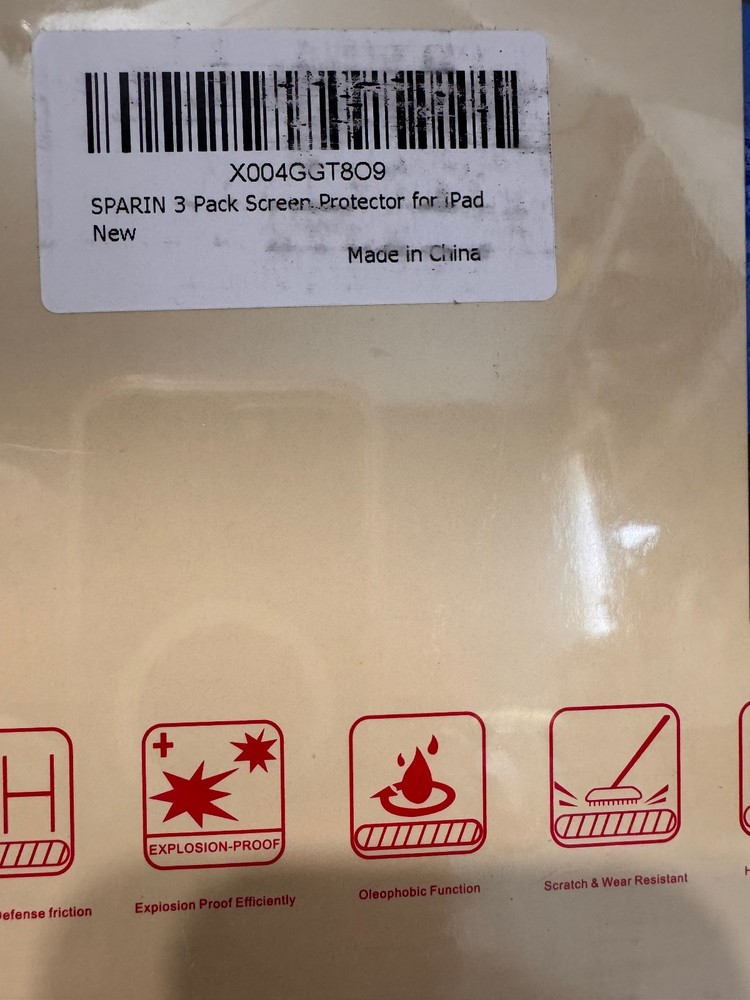 X004GGT8O9
SPARIN 3 Pack Screen Protector for iPad
New
Made in China
H
EXPLOSION-PROOF
Defense friction
Explosion Proof Efficiently
Oleophobic Function
Scratch & Wear Resistant
H